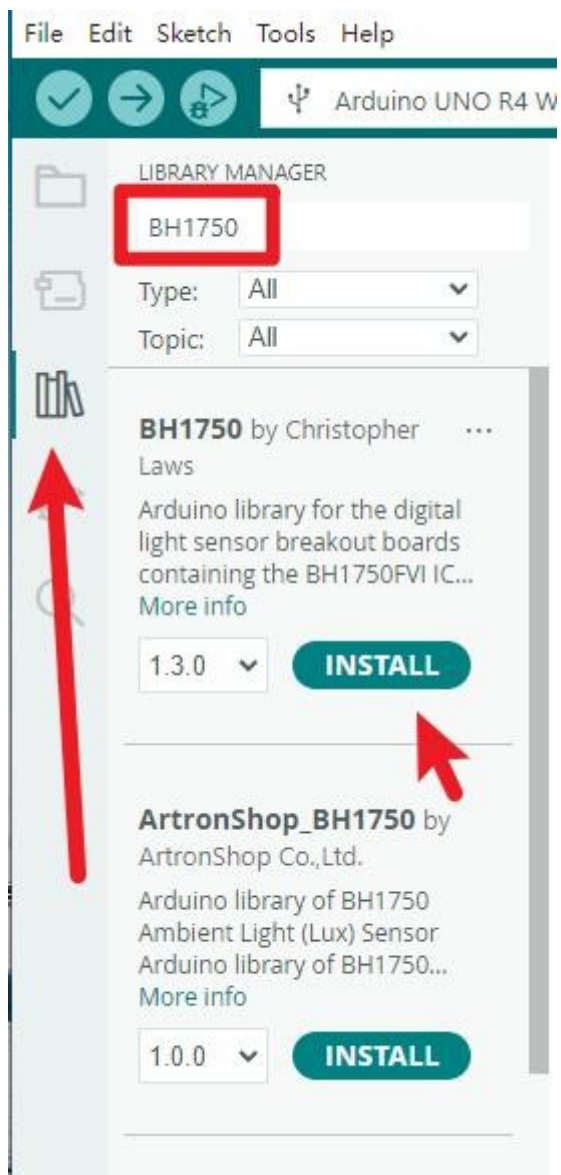 File Edit Sketch Tools Help
Arduino UNO R4 W
LIBRARY MANAGER
BH1750
Type: All
Topic: All
BH1750 by Christopher
Laws
Arduino library for the digital
light sensor breakout boards
containing the BH1750FVI IC...
More info
1.3.0 INSTALL
ArtronShop_BH1750 by
ArtronShop Co.,Ltd.
Arduino library of BH1750
Ambient Light (Lux) Sensor
Arduino library of BH1750...
More info
1.0.0 INSTALL